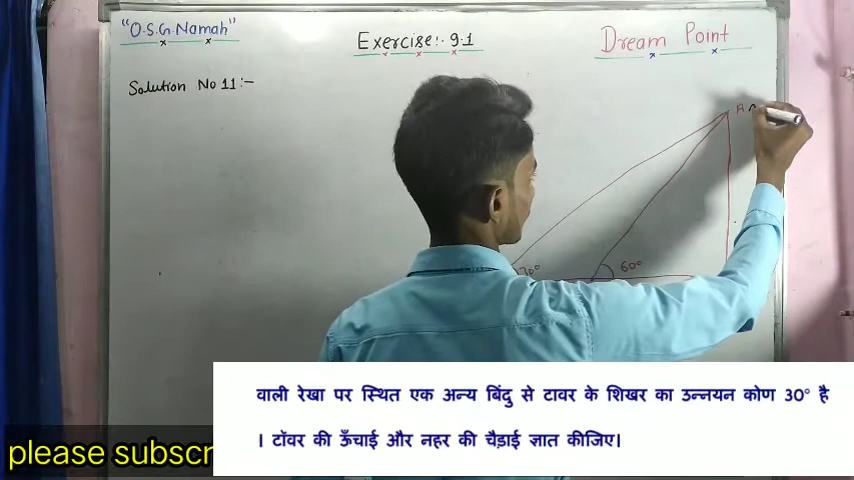 "O.S.G.Namah"
Exercise:- 9.1
Dream Point
Solution No 11:-
A
30°
60°
वाली रेखा पर स्थित एक अन्य बिंदु से टावर के शिखर का उन्नयन कोण 30° है
। टॉवर की ऊँचाई और नहर की चैड़ाई ज्ञात कीजिए।
please subscr